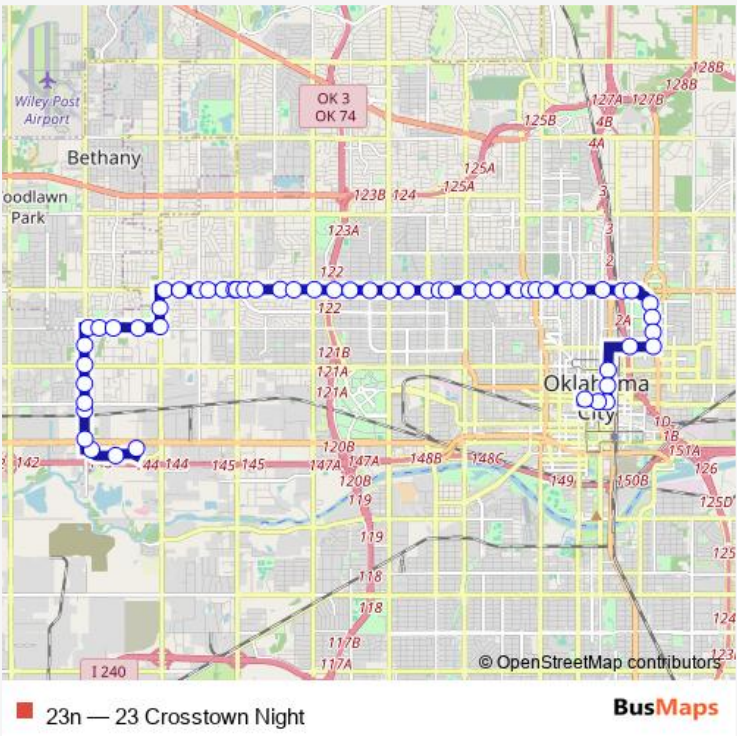 128B
128B
OK 3
OK 74
127A 127B
Wiley Post
Airport
125B
4B
4A
Bethany
125A
125A
123B 124
3
oodlawn
Park
123A
3
2
122
122
2A
121B
121A
121A
Oklahoma
City
1D
1B
120B
151A
142
144 144
145 145
147A 147A
148B
148C
126
120B
149
150B
119
125D
119
125
118
118
124
117B
123
117A
I 240
© OpenStreetMap contributors
23n — 23 Crosstown Night
BusMaps